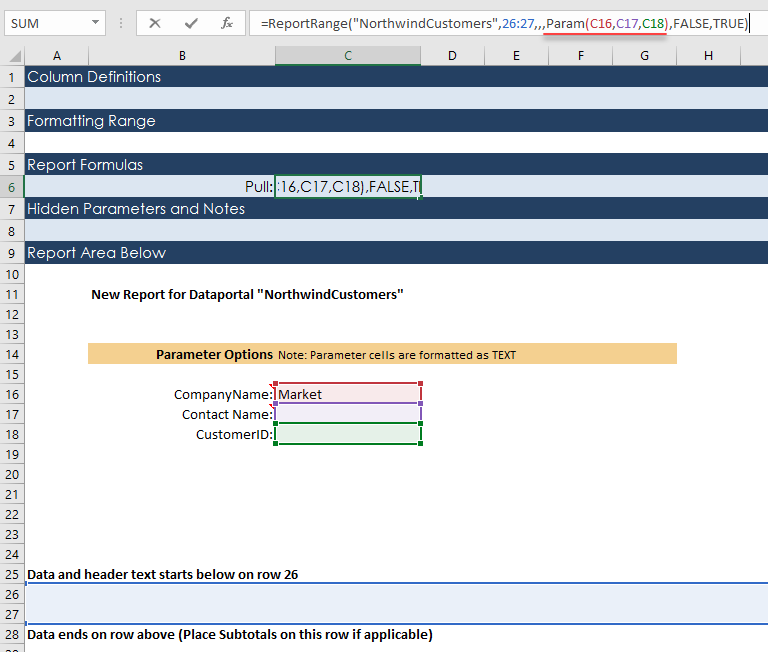 SUM fx =ReportRange("NorthwindCustomers",26:27,,,Param(C16,C17,C18),FALSE,TRUE)
A B C D E F G H
1 Column Definitions
2
3 Formatting Range
4
5 Report Formulas
6 Pull: :16,C17,C18),FALSE,T
7 Hidden Parameters and Notes
8
9 Report Area Below
10
11 New Report for Dataportal "NorthwindCustomers"
12
13
14 Parameter Options Note: Parameter cells are formatted as TEXT
15
16 CompanyName: Market
17 Contact Name:
18 CustomerID:
19
20
21
22
23
24
25 Data and header text starts below on row 26
26
27
28 Data ends on row above (Place Subtotals on this row if applicable)